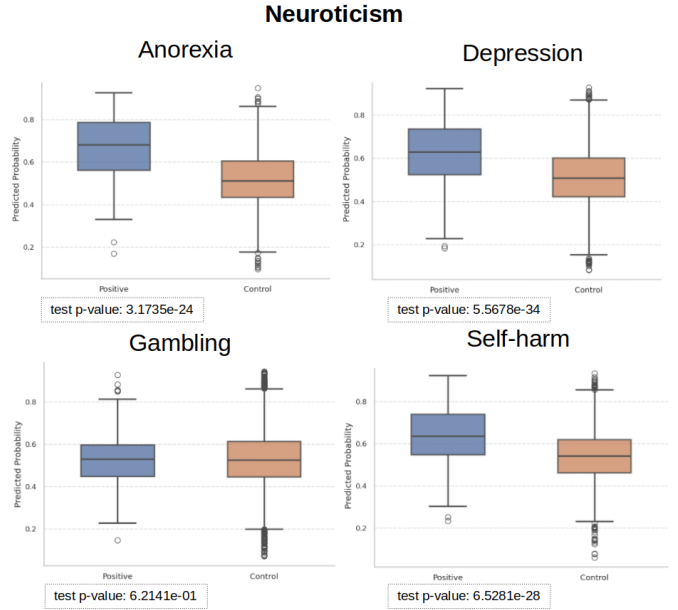 Neuroticism
Anorexia
Predicted Probability
0.8
0.6
0.4
0.2
Positive
Control
test p-value: 3.1735e-24
Depression
Predicted Probability
0.8
0.6
0.4
0.2
Positive
Control
test p-value: 5.5678e-34
Gambling
Predicted Probability
0.8
0.6
0.4
0.2
Positive
Control
test p-value: 6.2141e-01
Self-harm
Predicted Probability
0.8
0.6
0.4
0.2
Positive
Control
test p-value: 6.5281e-28